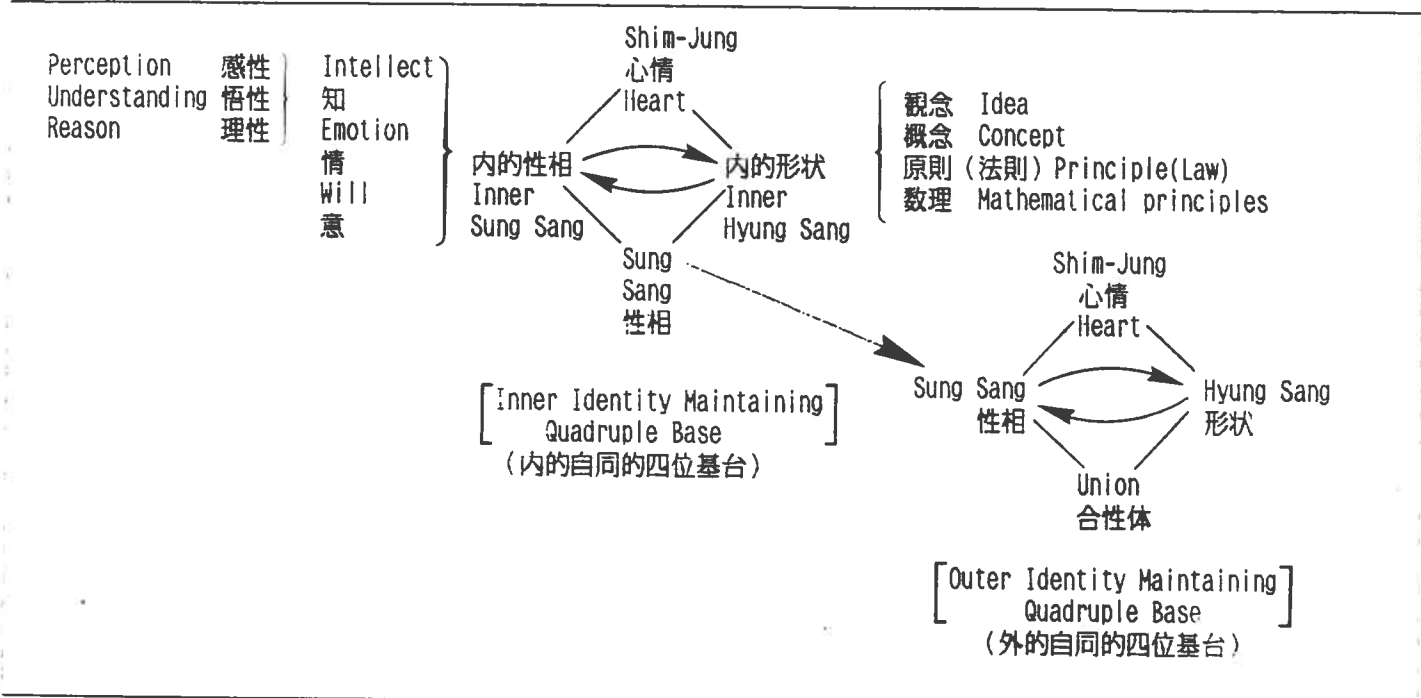 Perception 感性
Understanding 悟性
Reason 理性
Intellect
知
Emotion
情
Will
意
Shim-Jung
心情
Heart
内的性相
Inner
Sung Sang
内的形状
Inner
Hyung Sang
Sung
Sang
性相
観念 Idea
概念 Concept
原則(法則) Principle(Law)
数理 Mathematical principles
[Inner Identity Maintaining
Quadruple Base]
(内的自同的四位基台)
Shim-Jung
心情
Heart
Sung Sang
性相
Hyung Sang
形状
Union
合性体
[Outer Identity Maintaining
Quadruple Base]
(外的自同的四位基台)